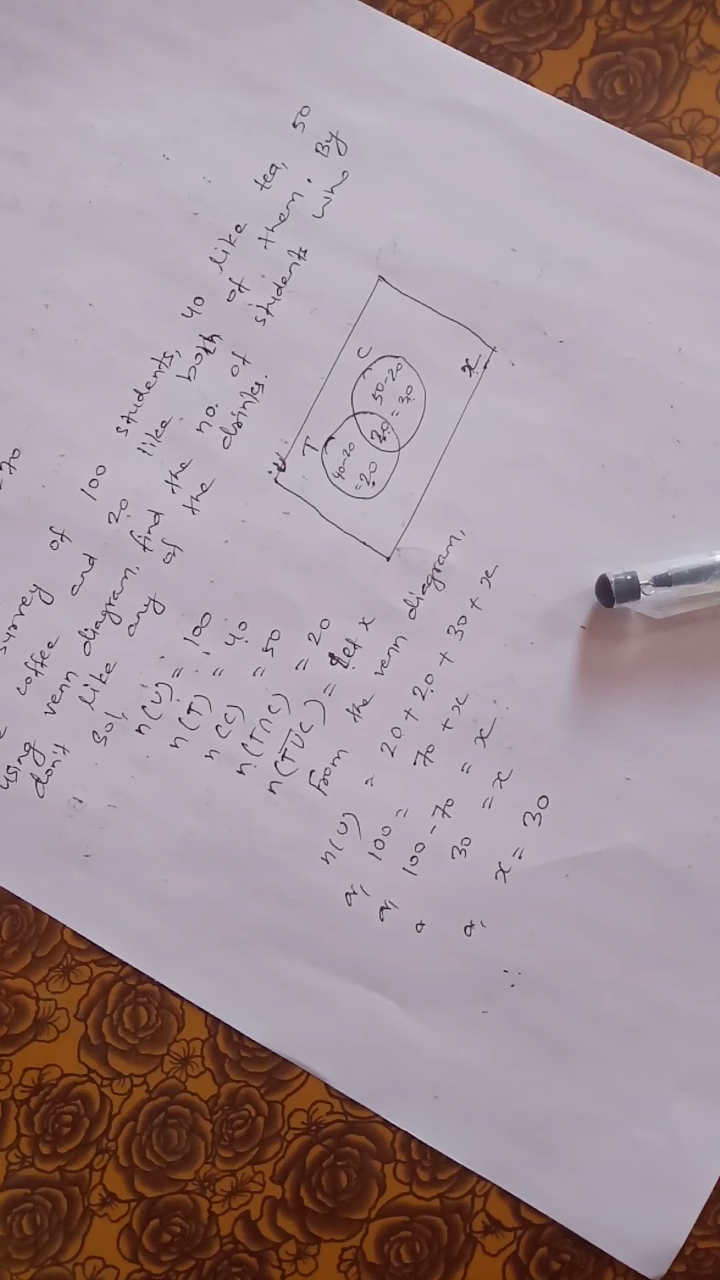 70
survey of 100 students, 40 like tea, 50
coffee and 20 like both of them. By
using venn diagram, find the no. of students who
don't like any of the drinks.
Sol,
n(U) = 100
n(T) = 40
n(C) = 50
n(T∩C) = 20
n(T∪C)‾ = let x
From the venn diagram,
n(U) = 20 + 20 + 30 + x
or, 100 = 70 + x
or, 100 - 70 = x
or, 30 = x
∴ x = 30
T C
40-20 = 20
20
50-20 = 30
x